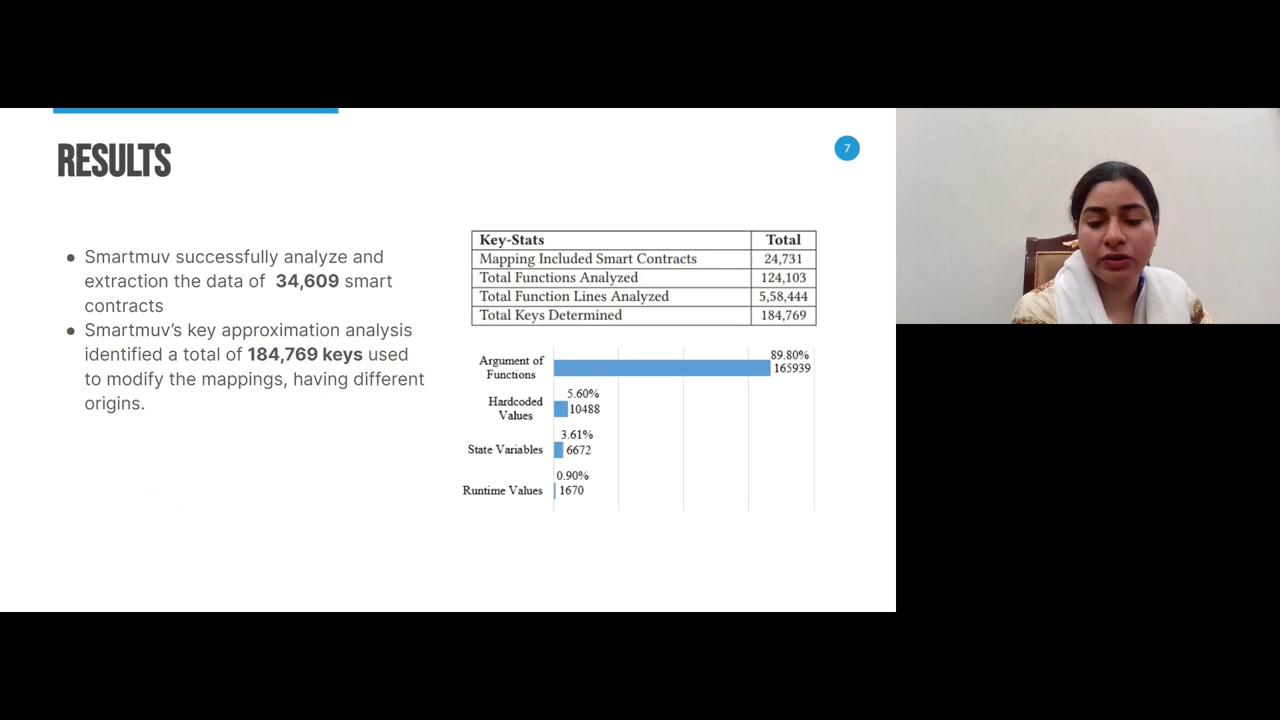 RESULTS
7
● Smartmuv successfully analyze and
extraction the data of 34,609 smart
contracts
● Smartmuv's key approximation analysis
identified a total of 184,769 keys used
to modify the mappings, having different
origins.
Key-Stats Total
Mapping Included Smart Contracts 24,731
Total Functions Analyzed 124,103
Total Function Lines Analyzed 5,58,444
Total Keys Determined 184,769
Argument of
Functions
89.80%
165939
Hardcoded
Values
5.60%
10488
State Variables
3.61%
6672
Runtime Values
0.90%
1670